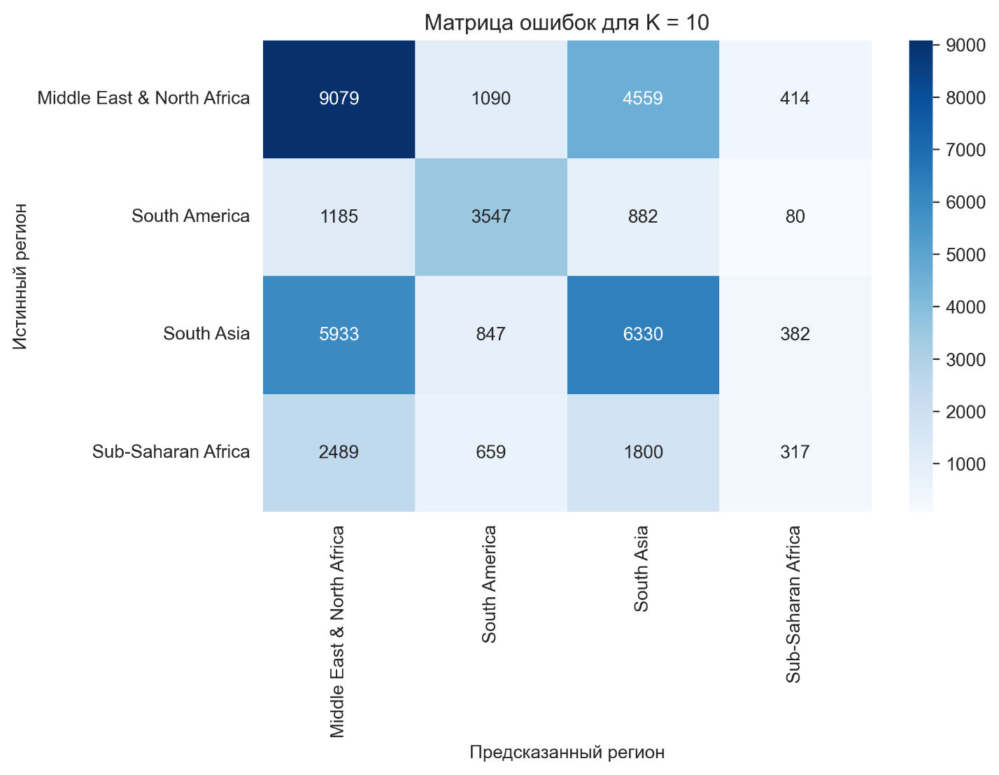 Матрица ошибок для K = 10
Middle East & North Africa
9079
1090
4559
414
South America
1185
3547
882
80
South Asia
5933
847
6330
382
Sub-Saharan Africa
2489
659
1800
317
Истинный регион
Middle East & North Africa
South America
South Asia
Sub-Saharan Africa
Предсказанный регион
9000
8000
7000
6000
5000
4000
3000
2000
1000